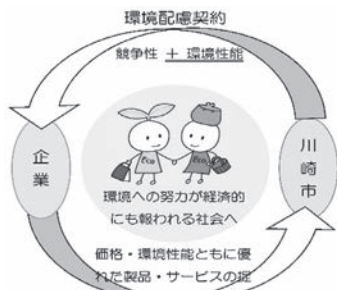 環境配慮契約
競争性 + 環境性能
企業
川崎市
Eco
Eco
環境への努力が経済的
にも報われる社会へ
価格・環境性能ともに優
れた製品・サービスの提